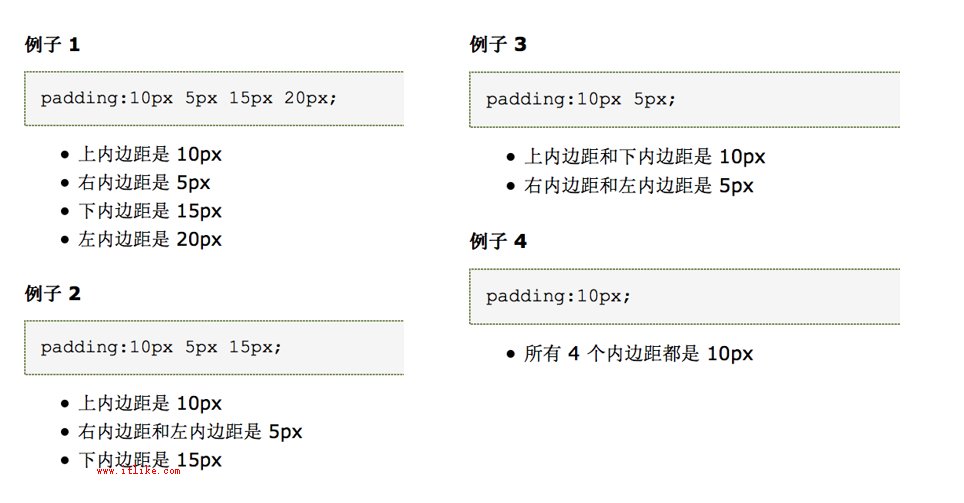 例子 1
padding:10px 5px 15px 20px;
• 上内边距是 10px
• 右内边距是 5px
• 下内边距是 15px
• 左内边距是 20px
例子 2
padding:10px 5px 15px;
• 上内边距是 10px
• 右内边距和左内边距是 5px
• 下内边距是 15px
www.itlike.com
例子 3
padding:10px 5px;
• 上内边距和下内边距是 10px
• 右内边距和左内边距是 5px
例子 4
padding:10px;
• 所有 4 个内边距都是 10px